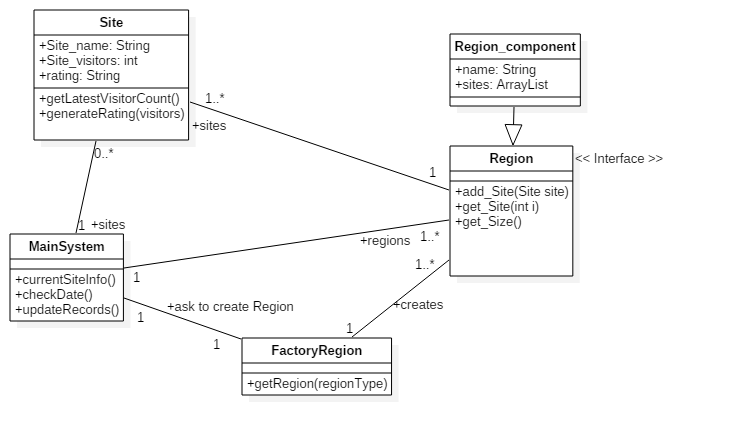 Site
+Site_name: String
+Site_visitors: int
+rating: String
+getLatestVisitorCount()
+generateRating(visitors)
Region_component
+name: String
+sites: ArrayList
1..*
+sites
1
Region
<< Interface >>
+add_Site(Site site)
+get_Site(int i)
+get_Size()
0..*
1
+sites
MainSystem
+currentSiteInfo()
+checkDate()
+updateRecords()
+regions
1..*
1
1..*
+creates
1
+ask to create Region
1
1
FactoryRegion
+getRegion(regionType)